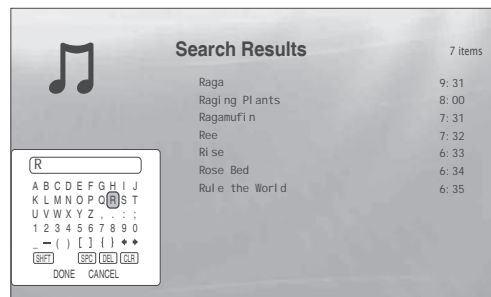 Search Results
7 items
Raga 9:31
Raging Plants 8:00
Ragamufin 7:31
Ree 7:32
Rise 6:33
Rose Bed 6:34
Rule the World 6:35
R
A B C D E F G H I J
K L M N O P Q R S T
U V W X Y Z , . : ;
1 2 3 4 5 6 7 8 9 0
_ - ( ) [ ] { }
SHFT SPC DEL CLR
DONE CANCEL